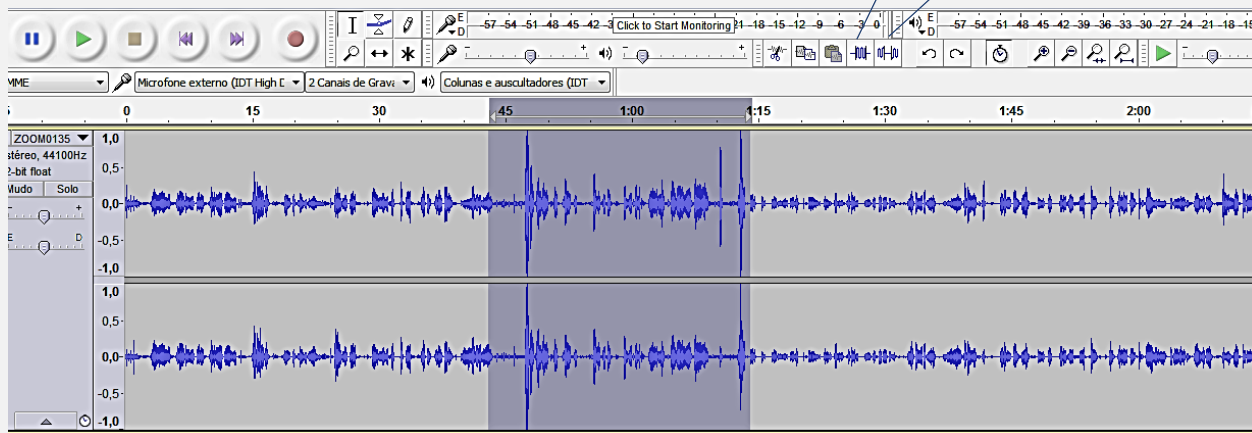 E -57 -54 -51 -48 -45 -42 -3 Click to Start Monitoring 21 -18 -15 -12 -9 -6 -3 0 E -57 -54 -51 -48 -45 -42 -39 -36 -33 -30 -27 -24 -21 -18
D D
MME Microfone externo (IDT High 2 Canais de Grava Colunas e auscultadores (IDT
0 15 30 45 1:00 1:15 1:30 1:45 2:00
ZOOM0135 1,0
stéreo, 44100Hz
2-bit float 0,5
Mudo Solo
0,0
E D -0,5
-1,0
1,0
0,5
0,0
-0,5
-1,0